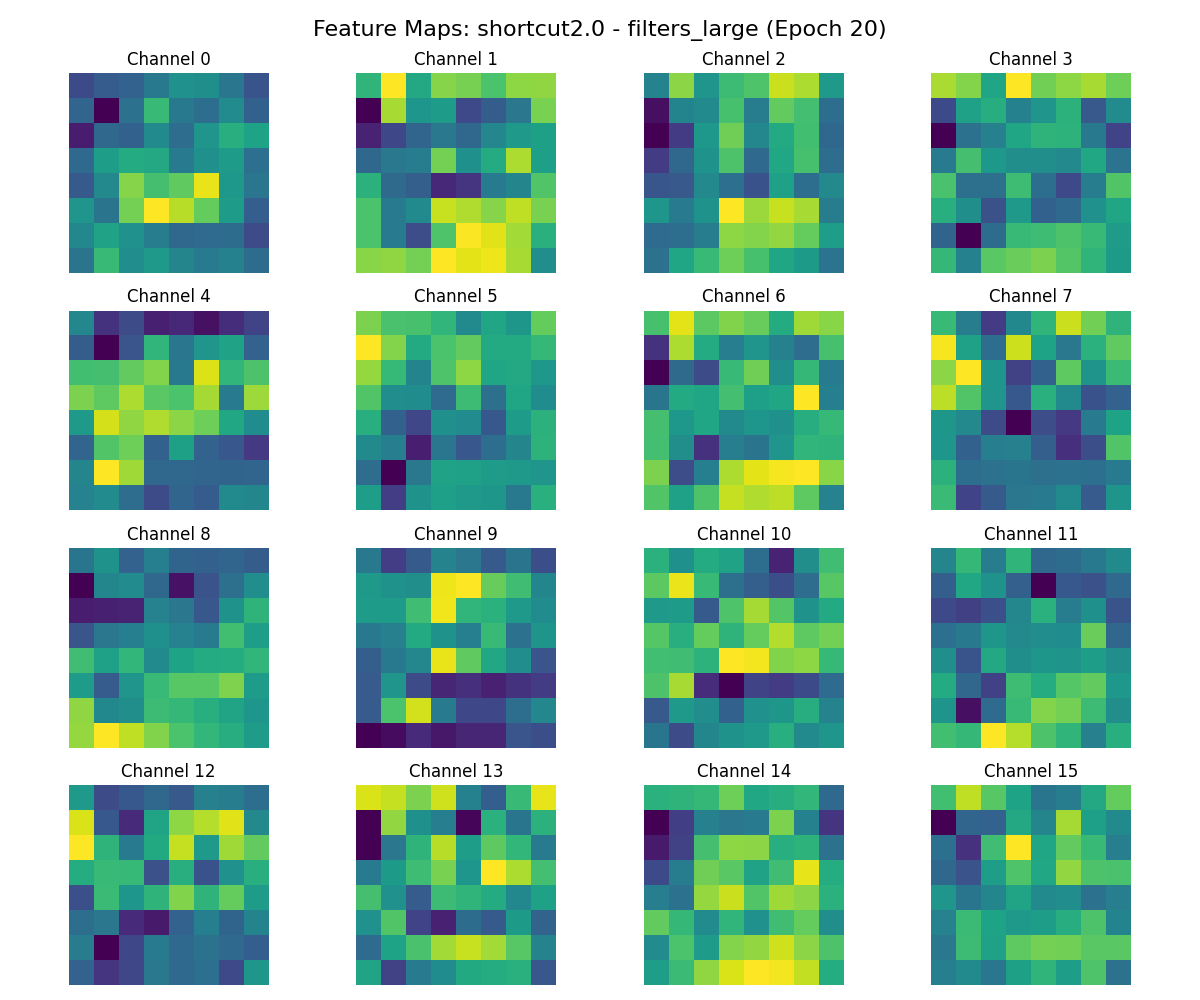 Feature Maps: shortcut2.0 - filters_large (Epoch 20)
Channel 0
Channel 1
Channel 2
Channel 3
Channel 4
Channel 5
Channel 6
Channel 7
Channel 8
Channel 9
Channel 10
Channel 11
Channel 12
Channel 13
Channel 14
Channel 15